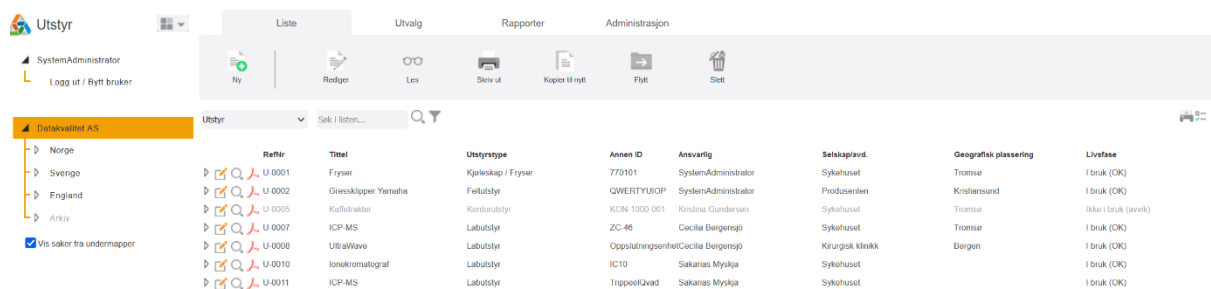 Utstyr
Liste Utvalg Rapporter Administrasjon
SystemAdministrator
Logg ut / Bytt bruker
Ny Rediger Les Skriv ut Kopier til nytt Flytt Slett
Datakvalitet AS
Norge
Sverige
England
Arkiv
Vis saker fra undermapper
Utstyr Søk i listen...
RefNr Tittel Utstyrstype Annen ID Ansvarlig Selskap/avd. Geografisk plassering Livsfase
U-0001 Fryser Kjøleskap / Fryser 770101 SystemAdministrator Sykehuset Tromsø I bruk (OK)
U-0002 Gressklipper Yamaha Feltutstyr QWERTYUIOP SystemAdministrator Produsenten Kristiansund I bruk (OK)
U-0005 Kaffetrakter Kontorutstyr KON-1000-001 Kristina Gundersen Sykehuset Tromsø Ikke i bruk (avvik)
U-0007 ICP-MS Labutstyr ZC-46 Cecilia Bergensjö Sykehuset Tromsø I bruk (OK)
U-0008 UltraWave Labutstyr OppslutningsenhetCecilia Bergensjö Kirurgisk klinikk Bergen I bruk (OK)
U-0010 Ionekromatograf Labutstyr IC10 Sakarias Myskja Sykehuset I bruk (OK)
U-0011 ICP-MS Labutstyr TrippeelQvad Sakarias Myskja Sykehuset I bruk (OK)